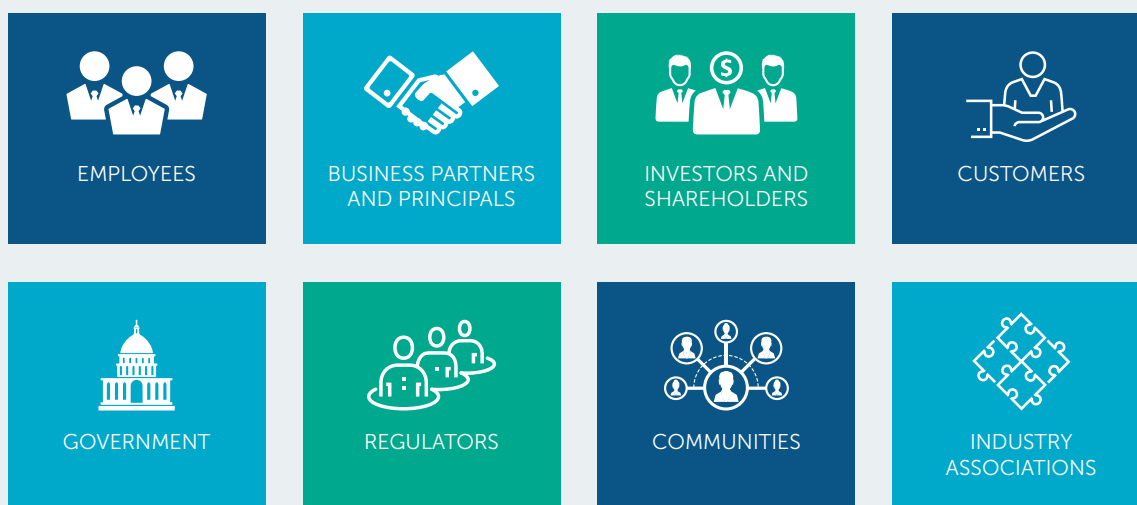 EMPLOYEES
BUSINESS PARTNERS
AND PRINCIPALS
INVESTORS AND
SHAREHOLDERS
CUSTOMERS
GOVERNMENT
REGULATORS
COMMUNITIES
INDUSTRY
ASSOCIATIONS